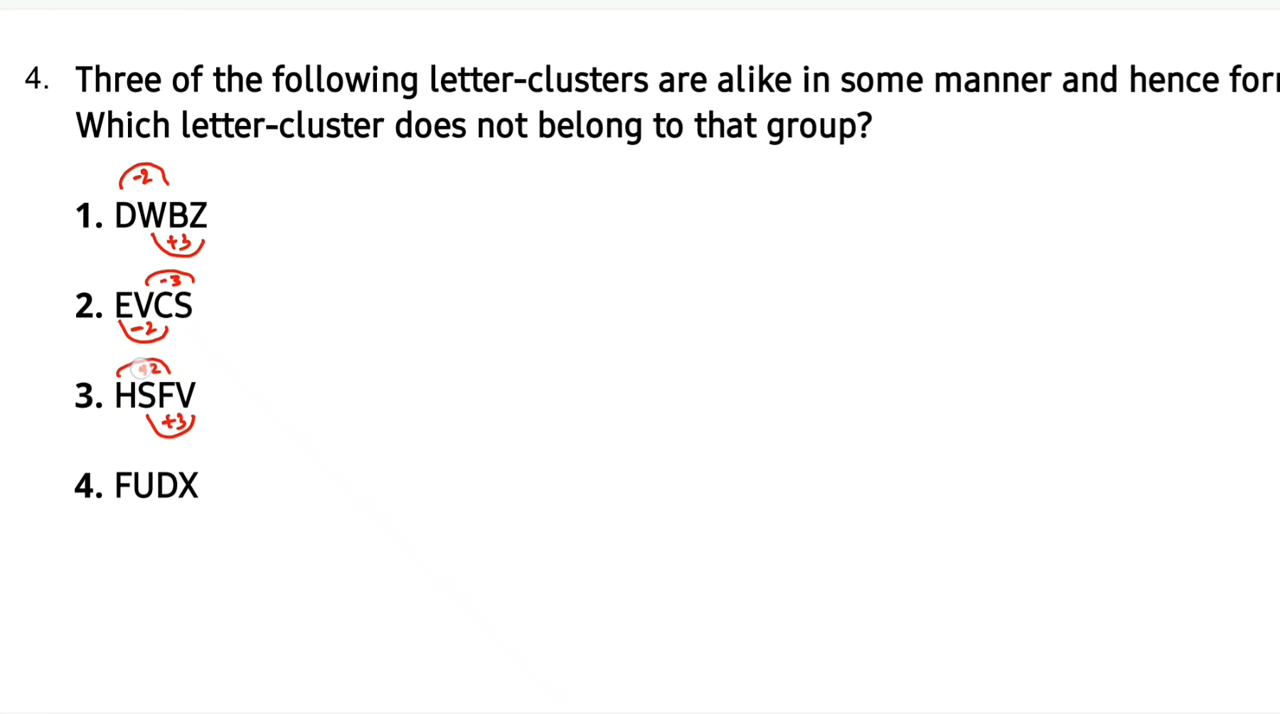 4. Three of the following letter-clusters are alike in some manner and hence for
Which letter-cluster does not belong to that group?
-2
1. DWBZ
+3
-3
2. EVCS
-2
3. HSFV
+3
4. FUDX